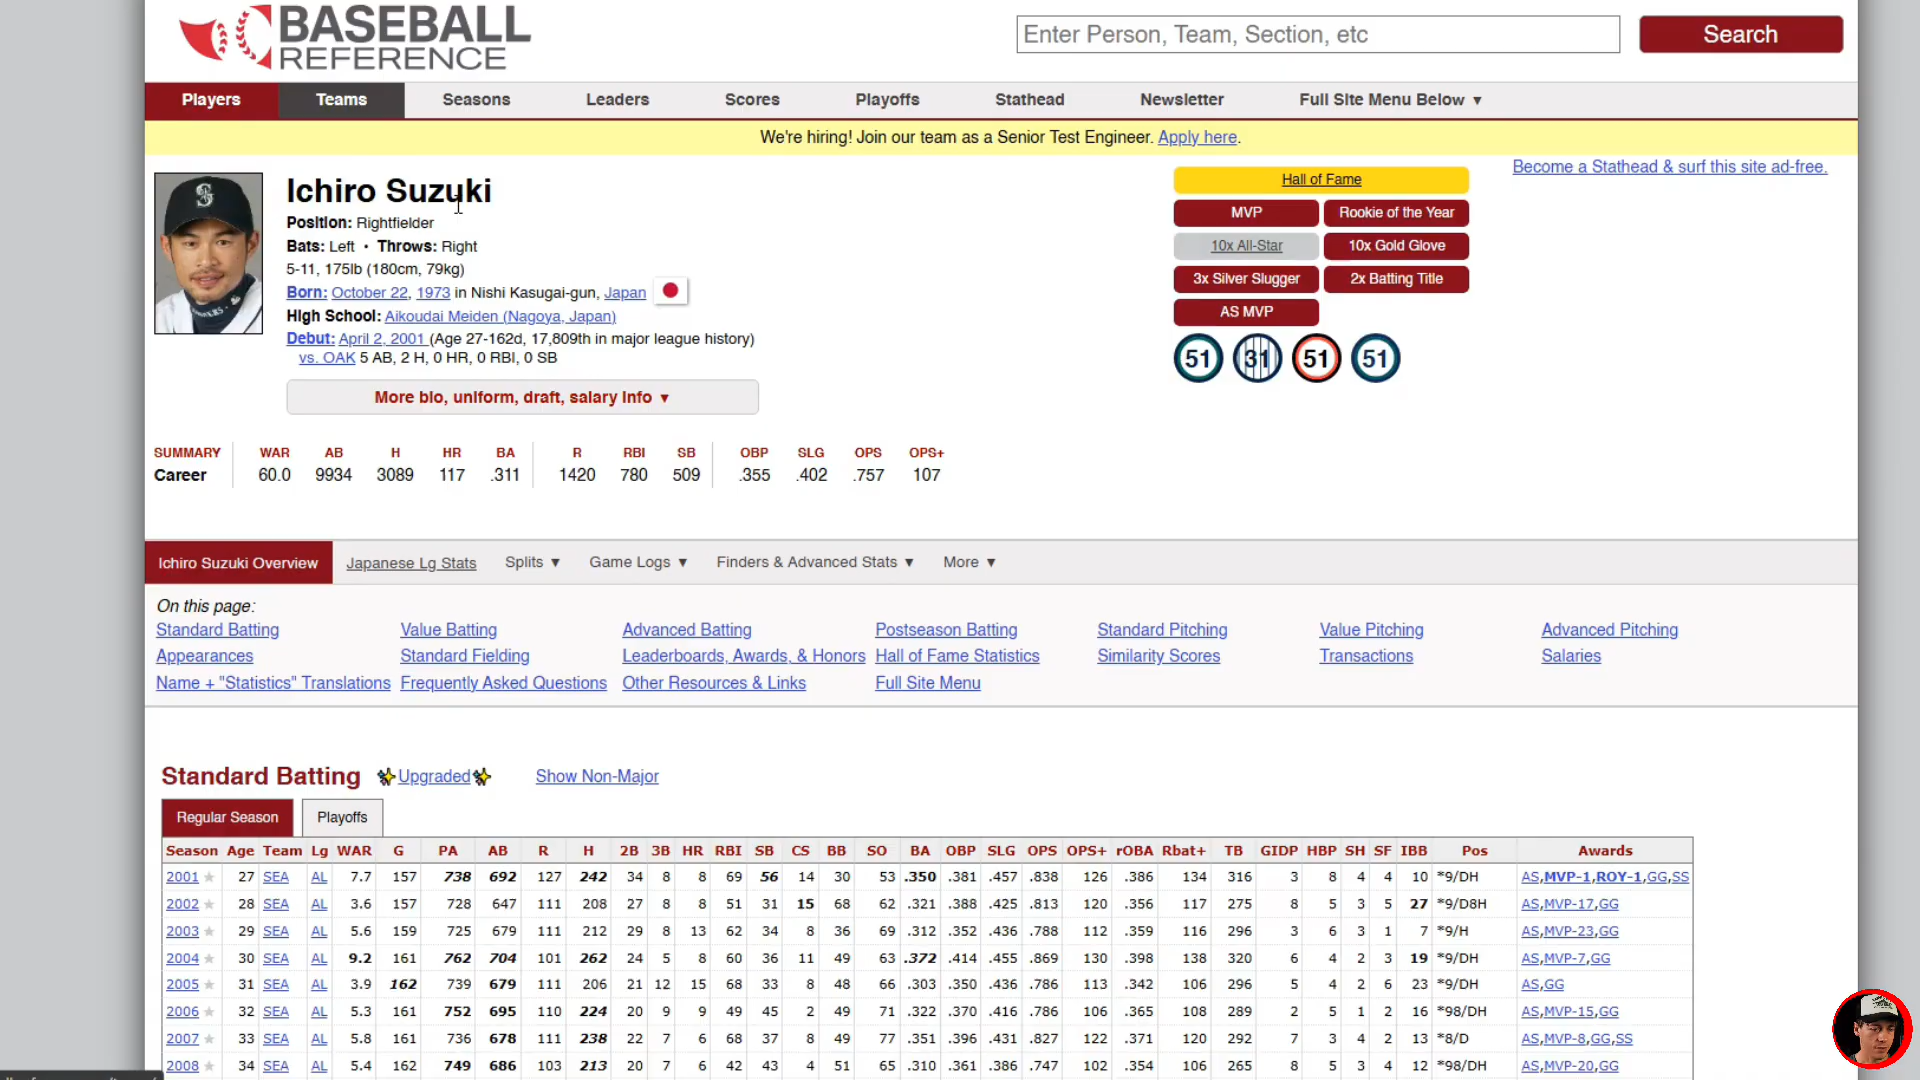 BASEBALL
REFERENCE
Enter Person, Team, Section, etc
Search
Players Teams Seasons Leaders Scores Playoffs Stathead Newsletter Full Site Menu Below ▼
We're hiring! Join our team as a Senior Test Engineer. Apply here.
Become a Stathead & surf this site ad-free.
Ichiro Suzuki
Position: Rightfielder
Bats: Left • Throws: Right
5-11, 175lb (180cm, 79kg)
Born: October 22, 1973 in Nishi Kasugai-gun, Japan
High School: Aikoudai Meiden (Nagoya, Japan)
Debut: April 2, 2001 (Age 27-162d, 17,809th in major league history)
vs. OAK 5 AB, 2 H, 0 HR, 0 RBI, 0 SB
More bio, uniform, draft, salary info ▼
Hall of Fame
MVP Rookie of the Year
10x All-Star 10x Gold Glove
3x Silver Slugger 2x Batting Title
AS MVP
51 31 51 51
SUMMARY WAR AB H HR BA R RBI SB OBP SLG OPS OPS+
Career 60.0 9934 3089 117 .311 1420 780 509 .355 .402 .757 107
Ichiro Suzuki Overview Japanese Lg Stats Splits ▼ Game Logs ▼ Finders & Advanced Stats ▼ More ▼
On this page:
Standard Batting Value Batting Advanced Batting Postseason Batting Standard Pitching Value Pitching Advanced Pitching
Appearances Standard Fielding Leaderboards, Awards, & Honors Hall of Fame Statistics Similarity Scores Transactions Salaries
Name + "Statistics" Translations Frequently Asked Questions Other Resources & Links Full Site Menu
Standard Batting ✨Upgraded✨ Show Non-Major
Regular Season Playoffs
Season Age Team Lg WAR G PA AB R H 2B 3B HR RBI SB CS BB SO BA OBP SLG OPS OPS+ rOBA Rbat+ TB GIDP HBP SH SF IBB Pos Awards
2001 ★ 27 SEA AL 7.7 157 738 692 127 242 34 8 8 69 56 14 30 53 .350 .381 .457 .838 126 .386 134 316 3 8 4 4 10 *9/DH AS,MVP-1,ROY-1,GG,SS
2002 ★ 28 SEA AL 3.6 157 728 647 111 208 27 8 8 51 31 15 68 62 .321 .388 .425 .813 120 .356 117 275 8 5 3 5 27 *9/D8H AS,MVP-17,GG
2003 ★ 29 SEA AL 5.6 159 725 679 111 212 29 8 13 62 34 8 36 69 .312 .352 .436 .788 112 .359 116 296 3 6 3 1 7 *9/H AS,MVP-23,GG
2004 ★ 30 SEA AL 9.2 161 762 704 101 262 24 5 8 60 36 11 49 63 .372 .414 .455 .869 130 .398 138 320 6 4 2 3 19 *9/DH AS,MVP-7,GG
2005 ★ 31 SEA AL 3.9 162 739 679 111 206 21 12 15 68 33 8 48 66 .303 .350 .436 .786 113 .342 106 296 5 4 2 6 23 *9/DH AS,GG
2006 ★ 32 SEA AL 5.3 161 752 695 110 224 20 9 9 49 45 2 49 71 .322 .370 .416 .786 106 .365 108 289 2 5 1 2 16 *98/DH AS,MVP-15,GG
2007 ★ 33 SEA AL 5.8 161 736 678 111 238 22 7 6 68 37 8 49 77 .351 .396 .431 .827 122 .371 120 292 7 3 4 2 13 *8/D AS,MVP-8,GG,SS
2008 ★ 34 SEA AL 5.4 162 749 686 103 213 20 7 6 42 43 4 51 65 .310 .361 .386 .747 102 .354 106 265 8 5 3 4 12 *98/DH AS,MVP-20,GG